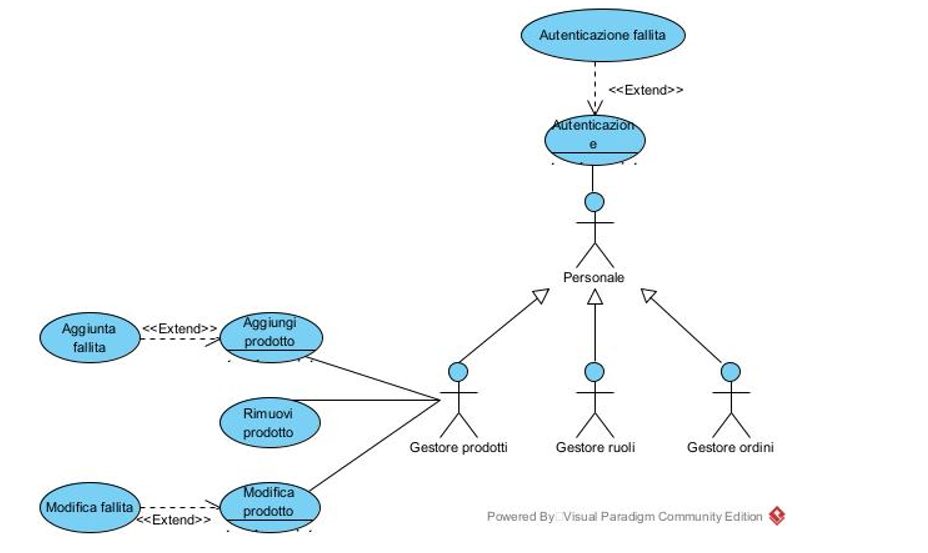 Autenticazione fallita
<<Extend>>
Autenticazion
e
Personale
Aggiunta
fallita
<<Extend>>
Aggiungi
prodotto
Rimuovi
prodotto
Gestore prodotti
Gestore ruoli
Gestore ordini
Modifica fallita
<<Extend>>
Modifica
prodotto
Powered By Visual Paradigm Community Edition